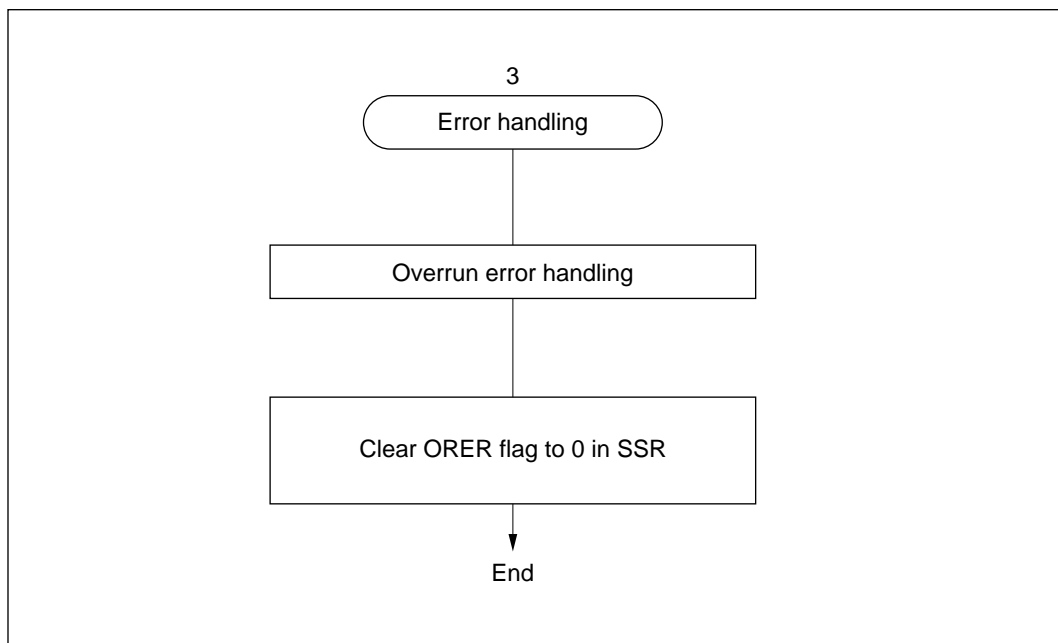 3
Error handling
Overrun error handling
Clear ORER flag to 0 in SSR
End